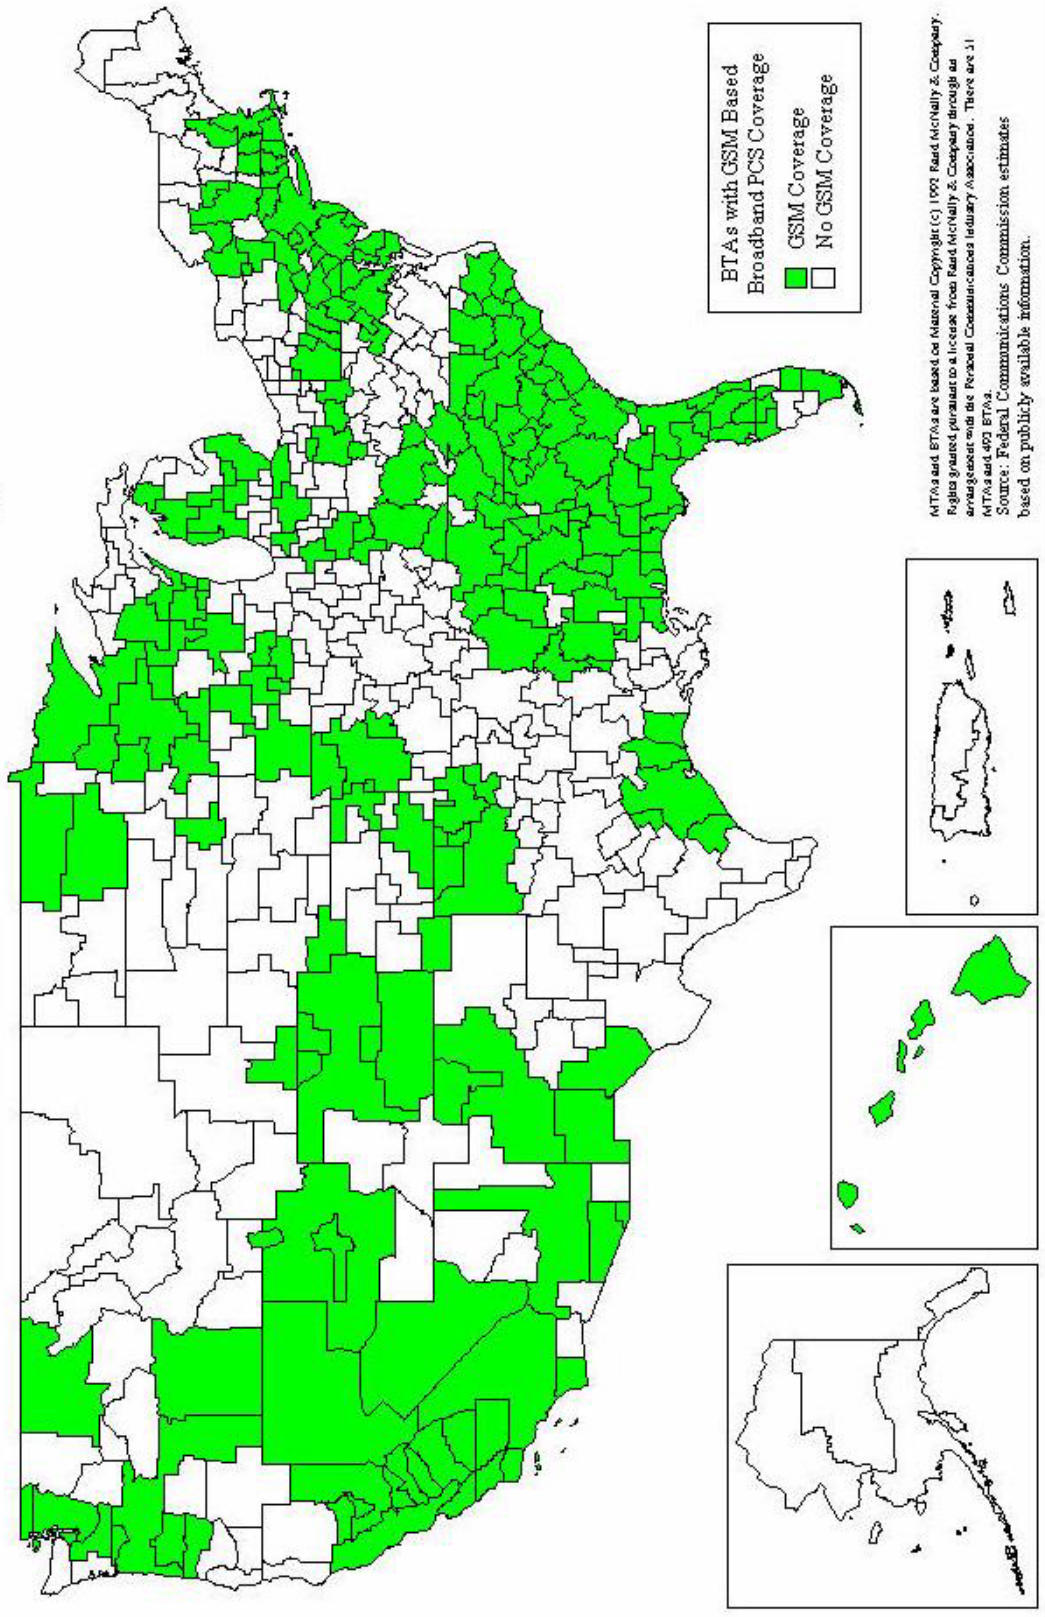 BTAs with GSM Based
Broadband PCS Coverage
GSM Coverage
No GSM Coverage
MTAs and BTAs are based on Material Copyright (c) 1992 Rand McNally & Company.
Rights granted pursuant to a license from Rand McNally & Company through an
arrangement with the Personal Communications Industry Association. There are 51
MTAs and 493 BTAs.
Source: Federal Communications Commission estimates
based on publicly available information.